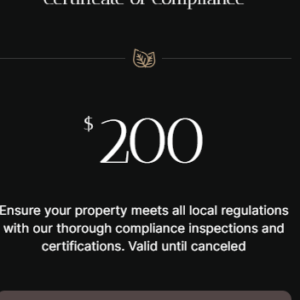 Certificate of Compliance
$200
Ensure your property meets all local regulations
with our thorough compliance inspections and
certifications. Valid until canceled